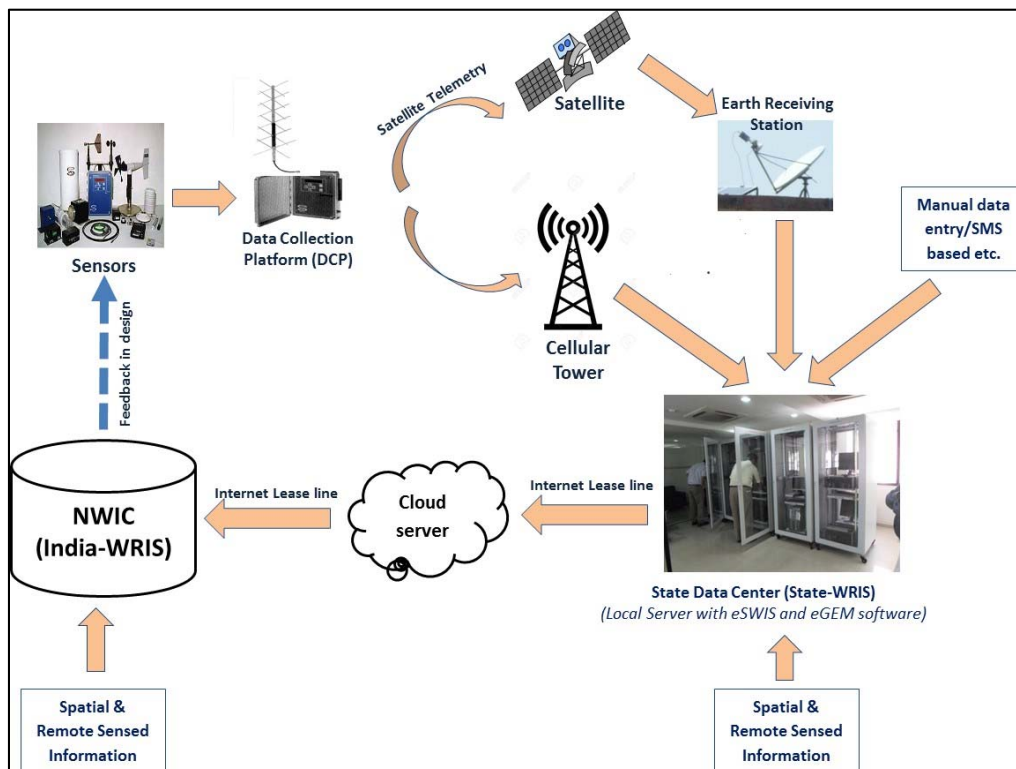 Satellite Telemetry
Satellite
Earth Receiving
Station
Sensors
Data Collection
Platform (DCP)
Manual data
entry/SMS
based etc.
Cellular
Tower
Feedback in design
NWIC
(India-WRIS)
Internet Lease line
Cloud
server
Internet Lease line
State Data Center (State-WRIS)
(Local Server with eSWIS and eGEM software)
Spatial &
Remote Sensed
Information
Spatial &
Remote Sensed
Information